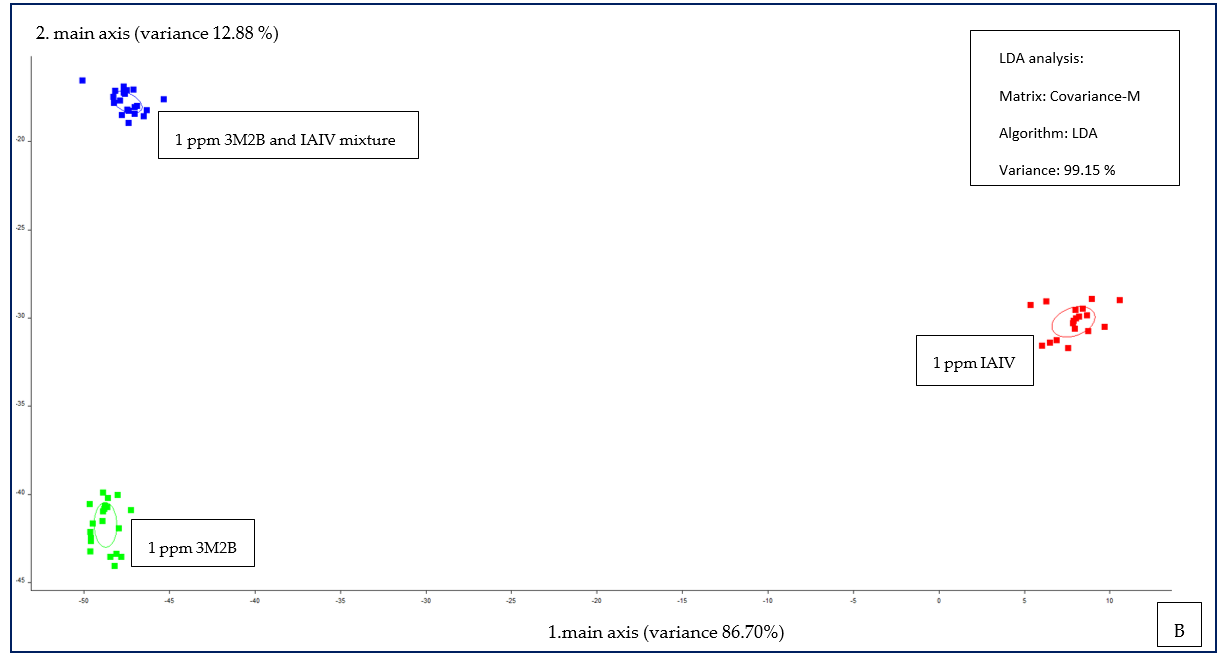 2. main axis (variance 12.88 %)
LDA analysis:
Matrix: Covariance-M
Algorithm: LDA
Variance: 99.15 %
1 ppm 3M2B and IAIV mixture
-20
-25
-30
1 ppm IAIV
-35
-40
1 ppm 3M2B
-45
-50 -45 -40 -35 -30 -25 -20 -15 -10 -5 0 5 10
1.main axis (variance 86.70%)
B